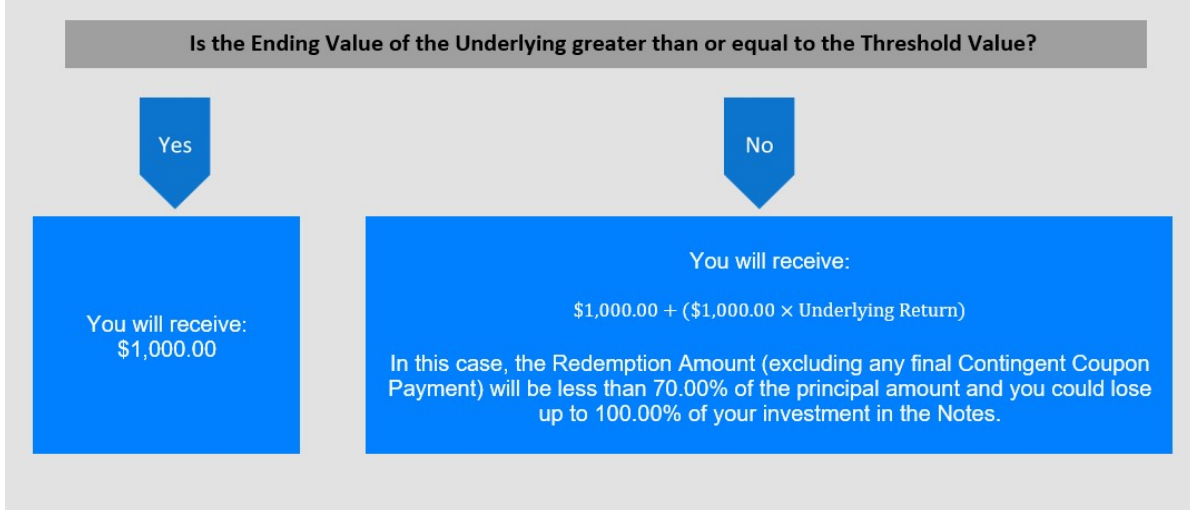 Is the Ending Value of the Underlying greater than or equal to the Threshold Value?
Yes
No
You will receive:
$1,000.00
You will receive:
$1,000.00 + ($1,000.00 × Underlying Return)
In this case, the Redemption Amount (excluding any final Contingent Coupon
Payment) will be less than 70.00% of the principal amount and you could lose
up to 100.00% of your investment in the Notes.